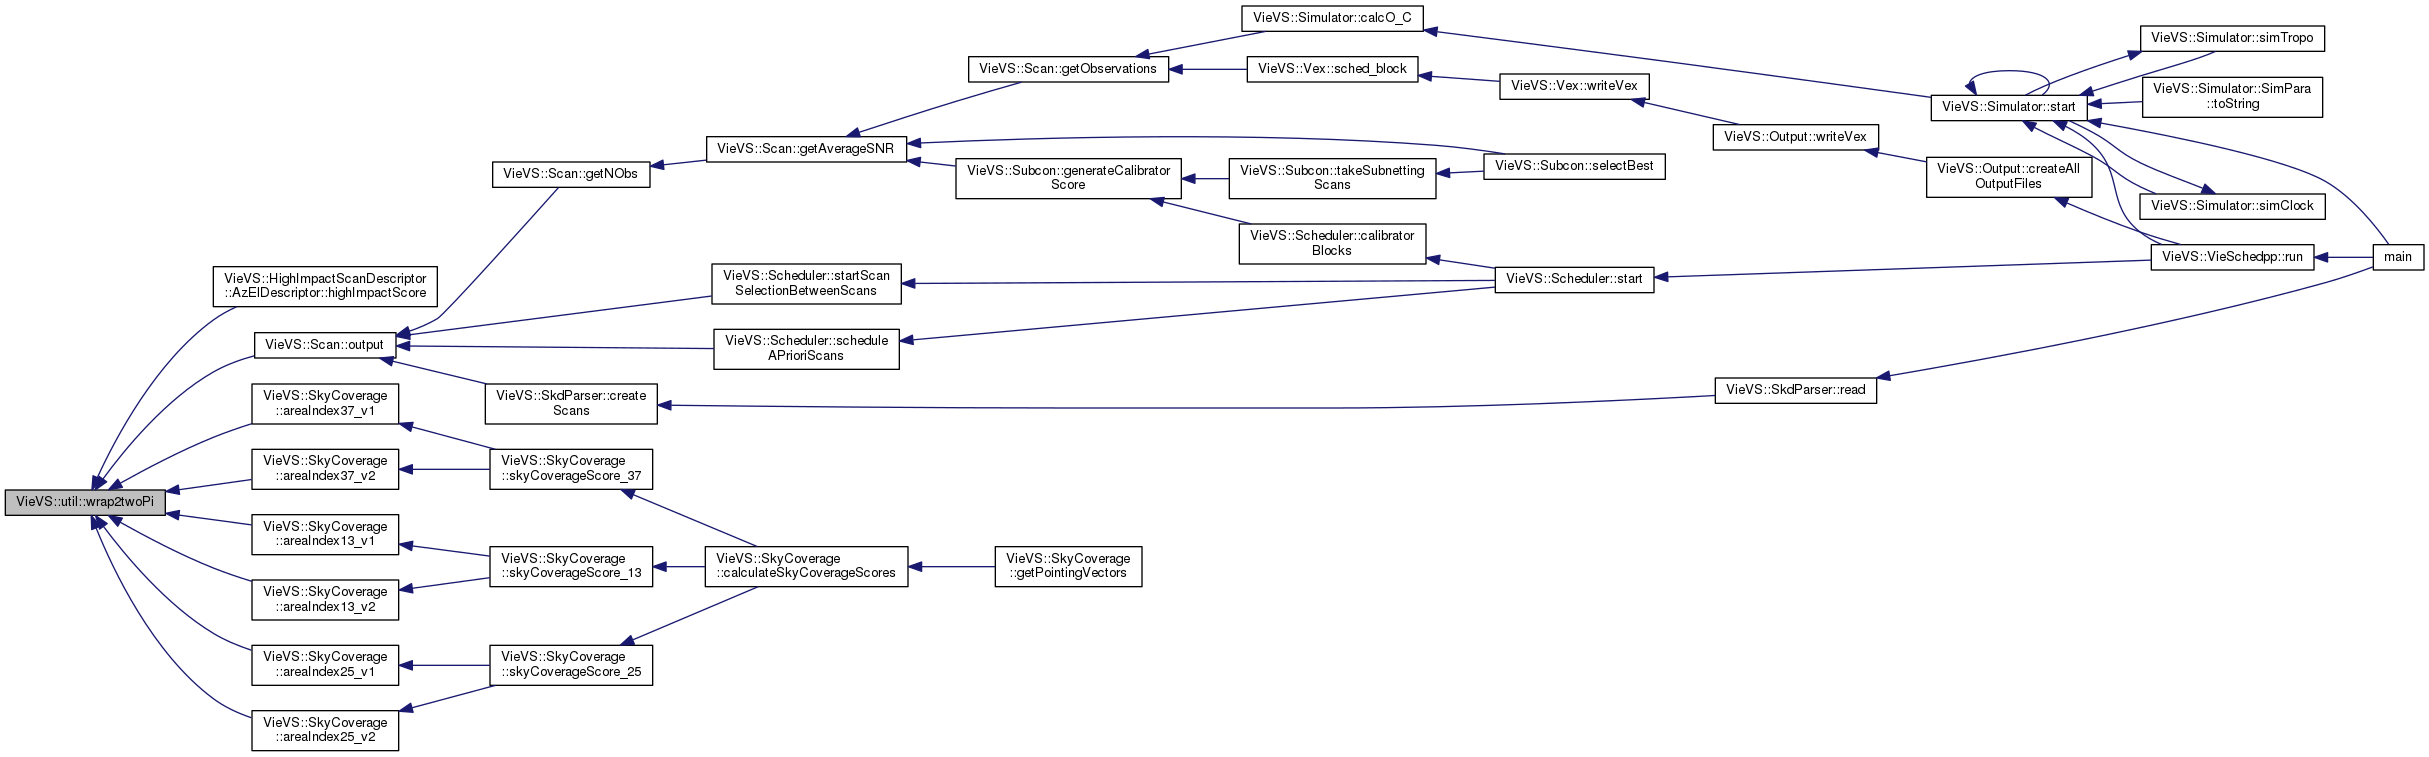 VieVS::Simulator::calcO_C
VieVS::Simulator::simTropo
VieVS::Scan::getObservations
VieVS::Vex::sched_block
VieVS::Vex::writeVex
VieVS::Simulator::start
VieVS::Simulator::SimPara
::toString
VieVS::Scan::getAverageSNR
VieVS::Output::writeVex
VieVS::Scan::getNObs
VieVS::Subcon::generateCalibrator
Score
VieVS::Subcon::takeSubnetting
Scans
VieVS::Subcon::selectBest
VieVS::Output::createAll
OutputFiles
VieVS::Simulator::simClock
VieVS::Scheduler::calibrator
Blocks
VieVS::VieSchedpp::run
main
VieVS::HighImpactScanDescriptor
::AzElDescriptor::highImpactScore
VieVS::Scheduler::startScan
SelectionBetweenScans
VieVS::Scheduler::start
VieVS::Scan::output
VieVS::Scheduler::schedule
APrioriScans
VieVS::SkyCoverage
::areaIndex37_v1
VieVS::SkdParser::create
Scans
VieVS::SkdParser::read
VieVS::SkyCoverage
::areaIndex37_v2
VieVS::SkyCoverage
::skyCoverageScore_37
VieVS::util::wrap2twoPi
VieVS::SkyCoverage
::areaIndex13_v1
VieVS::SkyCoverage
::skyCoverageScore_13
VieVS::SkyCoverage
::calculateSkyCoverageScores
VieVS::SkyCoverage
::getPointingVectors
VieVS::SkyCoverage
::areaIndex13_v2
VieVS::SkyCoverage
::areaIndex25_v1
VieVS::SkyCoverage
::skyCoverageScore_25
VieVS::SkyCoverage
::areaIndex25_v2